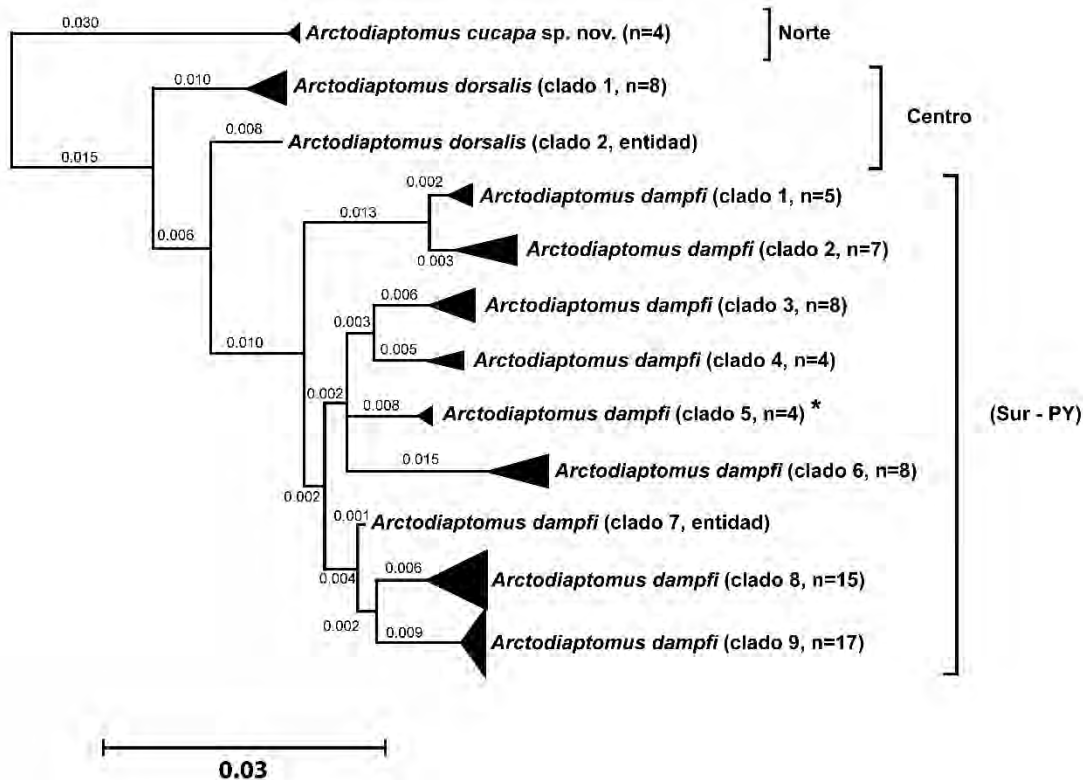 0.030
Arctodiaptomus cucapa sp. nov. (n=4)
Norte
0.010
Arctodiaptomus dorsalis (clado 1, n=8)
Centro
0.008
Arctodiaptomus dorsalis (clado 2, entidad)
0.015
0.002
Arctodiaptomus dampfi (clado 1, n=5)
0.013
0.006
0.003
Arctodiaptomus dampfi (clado 2, n=7)
0.006
Arctodiaptomus dampfi (clado 3, n=8)
0.003
0.010
0.005
Arctodiaptomus dampfi (clado 4, n=4)
0.002
0.008
Arctodiaptomus dampfi (clado 5, n=4) *
(Sur - PY)
0.015
Arctodiaptomus dampfi (clado 6, n=8)
0.002
0.001
Arctodiaptomus dampfi (clado 7, entidad)
0.004
0.006
Arctodiaptomus dampfi (clado 8, n=15)
0.002
0.009
Arctodiaptomus dampfi (clado 9, n=17)
0.03